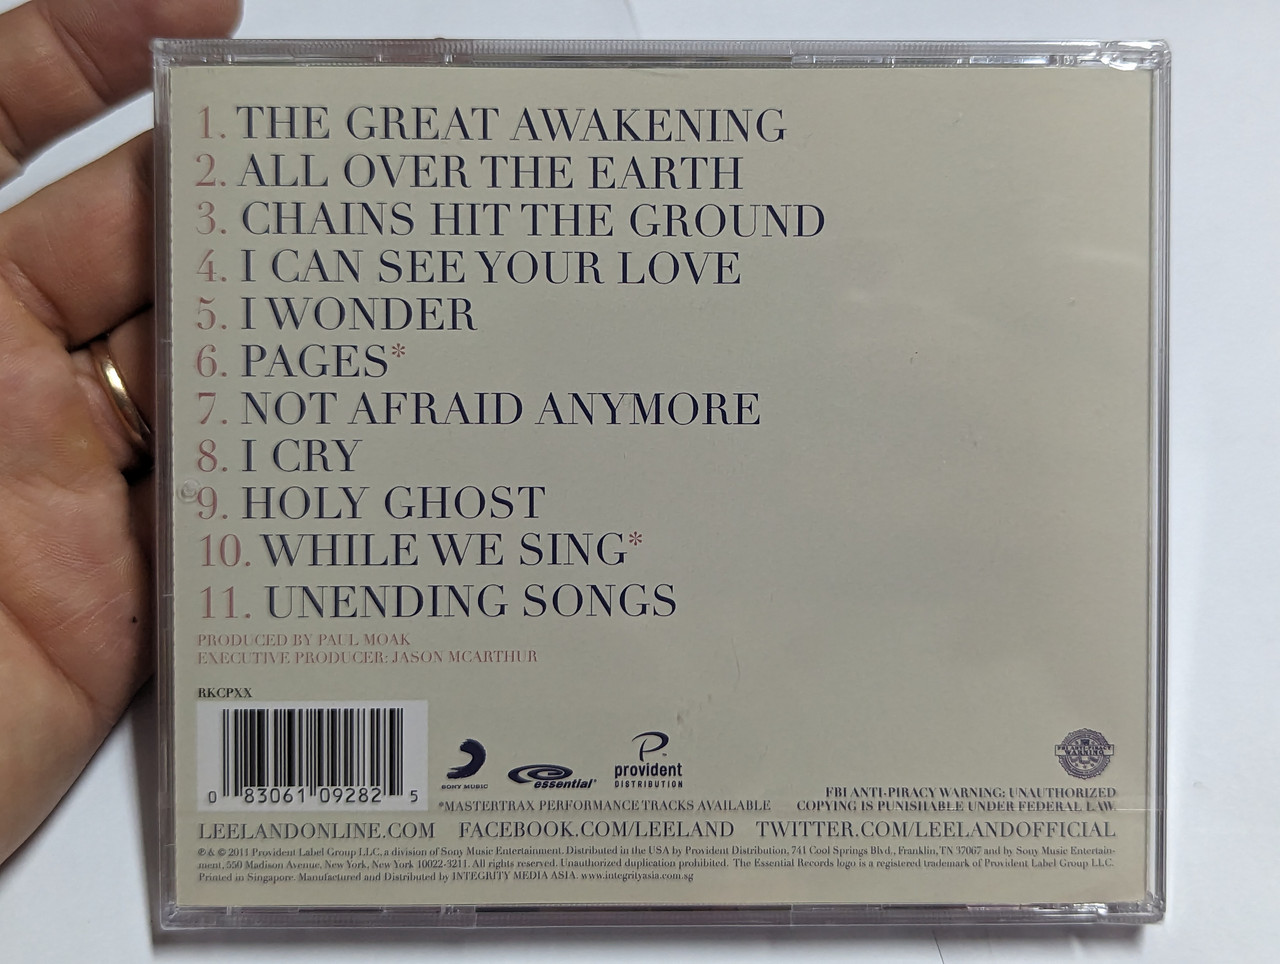 1. THE GREAT AWAKENING
2. ALL OVER THE EARTH
3. CHAINS HIT THE GROUND
4. I CAN SEE YOUR LOVE
5. I WONDER
6. PAGES*
7. NOT AFRAID ANYMORE
8. I CRY
9. HOLY GHOST
10. WHILE WE SING*
11. UNENDING SONGS
PRODUCED BY PAUL MOAK
EXECUTIVE PRODUCER: JASON MCARTHUR
RKCPXX
0 83061 09282 5
SONY MUSIC
essential
provident
DISTRIBUTION
FBI ANTI-PIRACY
WARNING
*MASTERTRAX PERFORMANCE TRACKS AVAILABLE
FBI ANTI-PIRACY WARNING: UNAUTHORIZED
COPYING IS PUNISHABLE UNDER FEDERAL LAW.
LEELANDONLINE.COM FACEBOOK.COM/LEELAND TWITTER.COM/LEELANDOFFICIAL
℗ & © 2011 Provident Label Group LLC, a division of Sony Music Entertainment. Distributed in the USA by Provident Distribution, 741 Cool Springs Blvd., Franklin, TN 37067 and by Sony Music Entertain-
ment, 550 Madison Avenue, New York, New York 10022-3211. All rights reserved. Unauthorized duplication prohibited. The Essential Records logo is a registered trademark of Provident Label Group LLC.
Printed in Singapore. Manufactured and Distributed by INTEGRITY MEDIA ASIA. www.integrityasia.com.sg